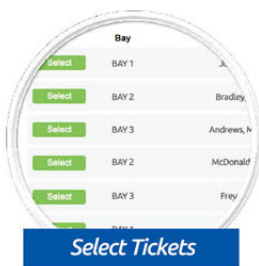 Bay
Select BAY 1
Select BAY 2 Bradley,
Select BAY 3 Andrews, M
Select BAY 2 McDonald
Select BAY 3 Frey
Select Tickets